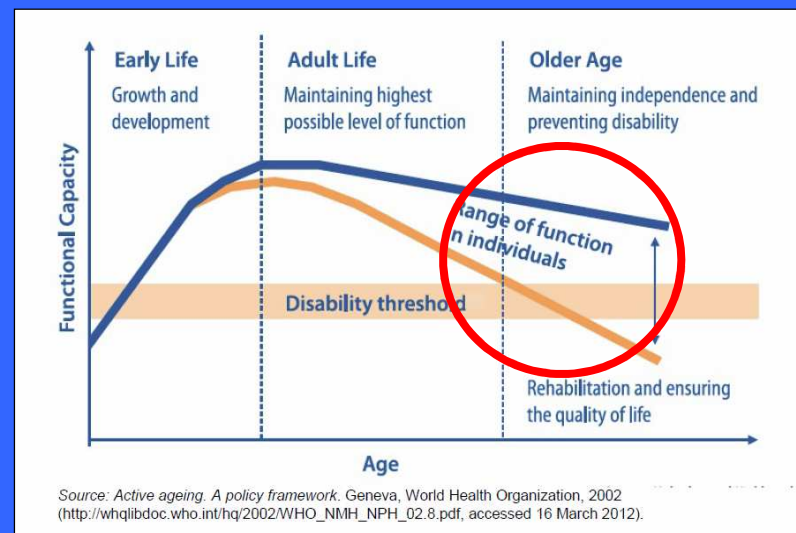 Early Life
Growth and
development
Adult Life
Maintaining highest
possible level of function
Older Age
Maintaining independence and
preventing disability
Functional Capacity
Range of function
in individuals
Disability threshold
Rehabilitation and ensuring
the quality of life
Age
Source: Active ageing. A policy framework. Geneva, World Health Organization, 2002
(http://whqlibdoc.who.int/hq/2002/WHO_NMH_NPH_02.8.pdf, accessed 16 March 2012).